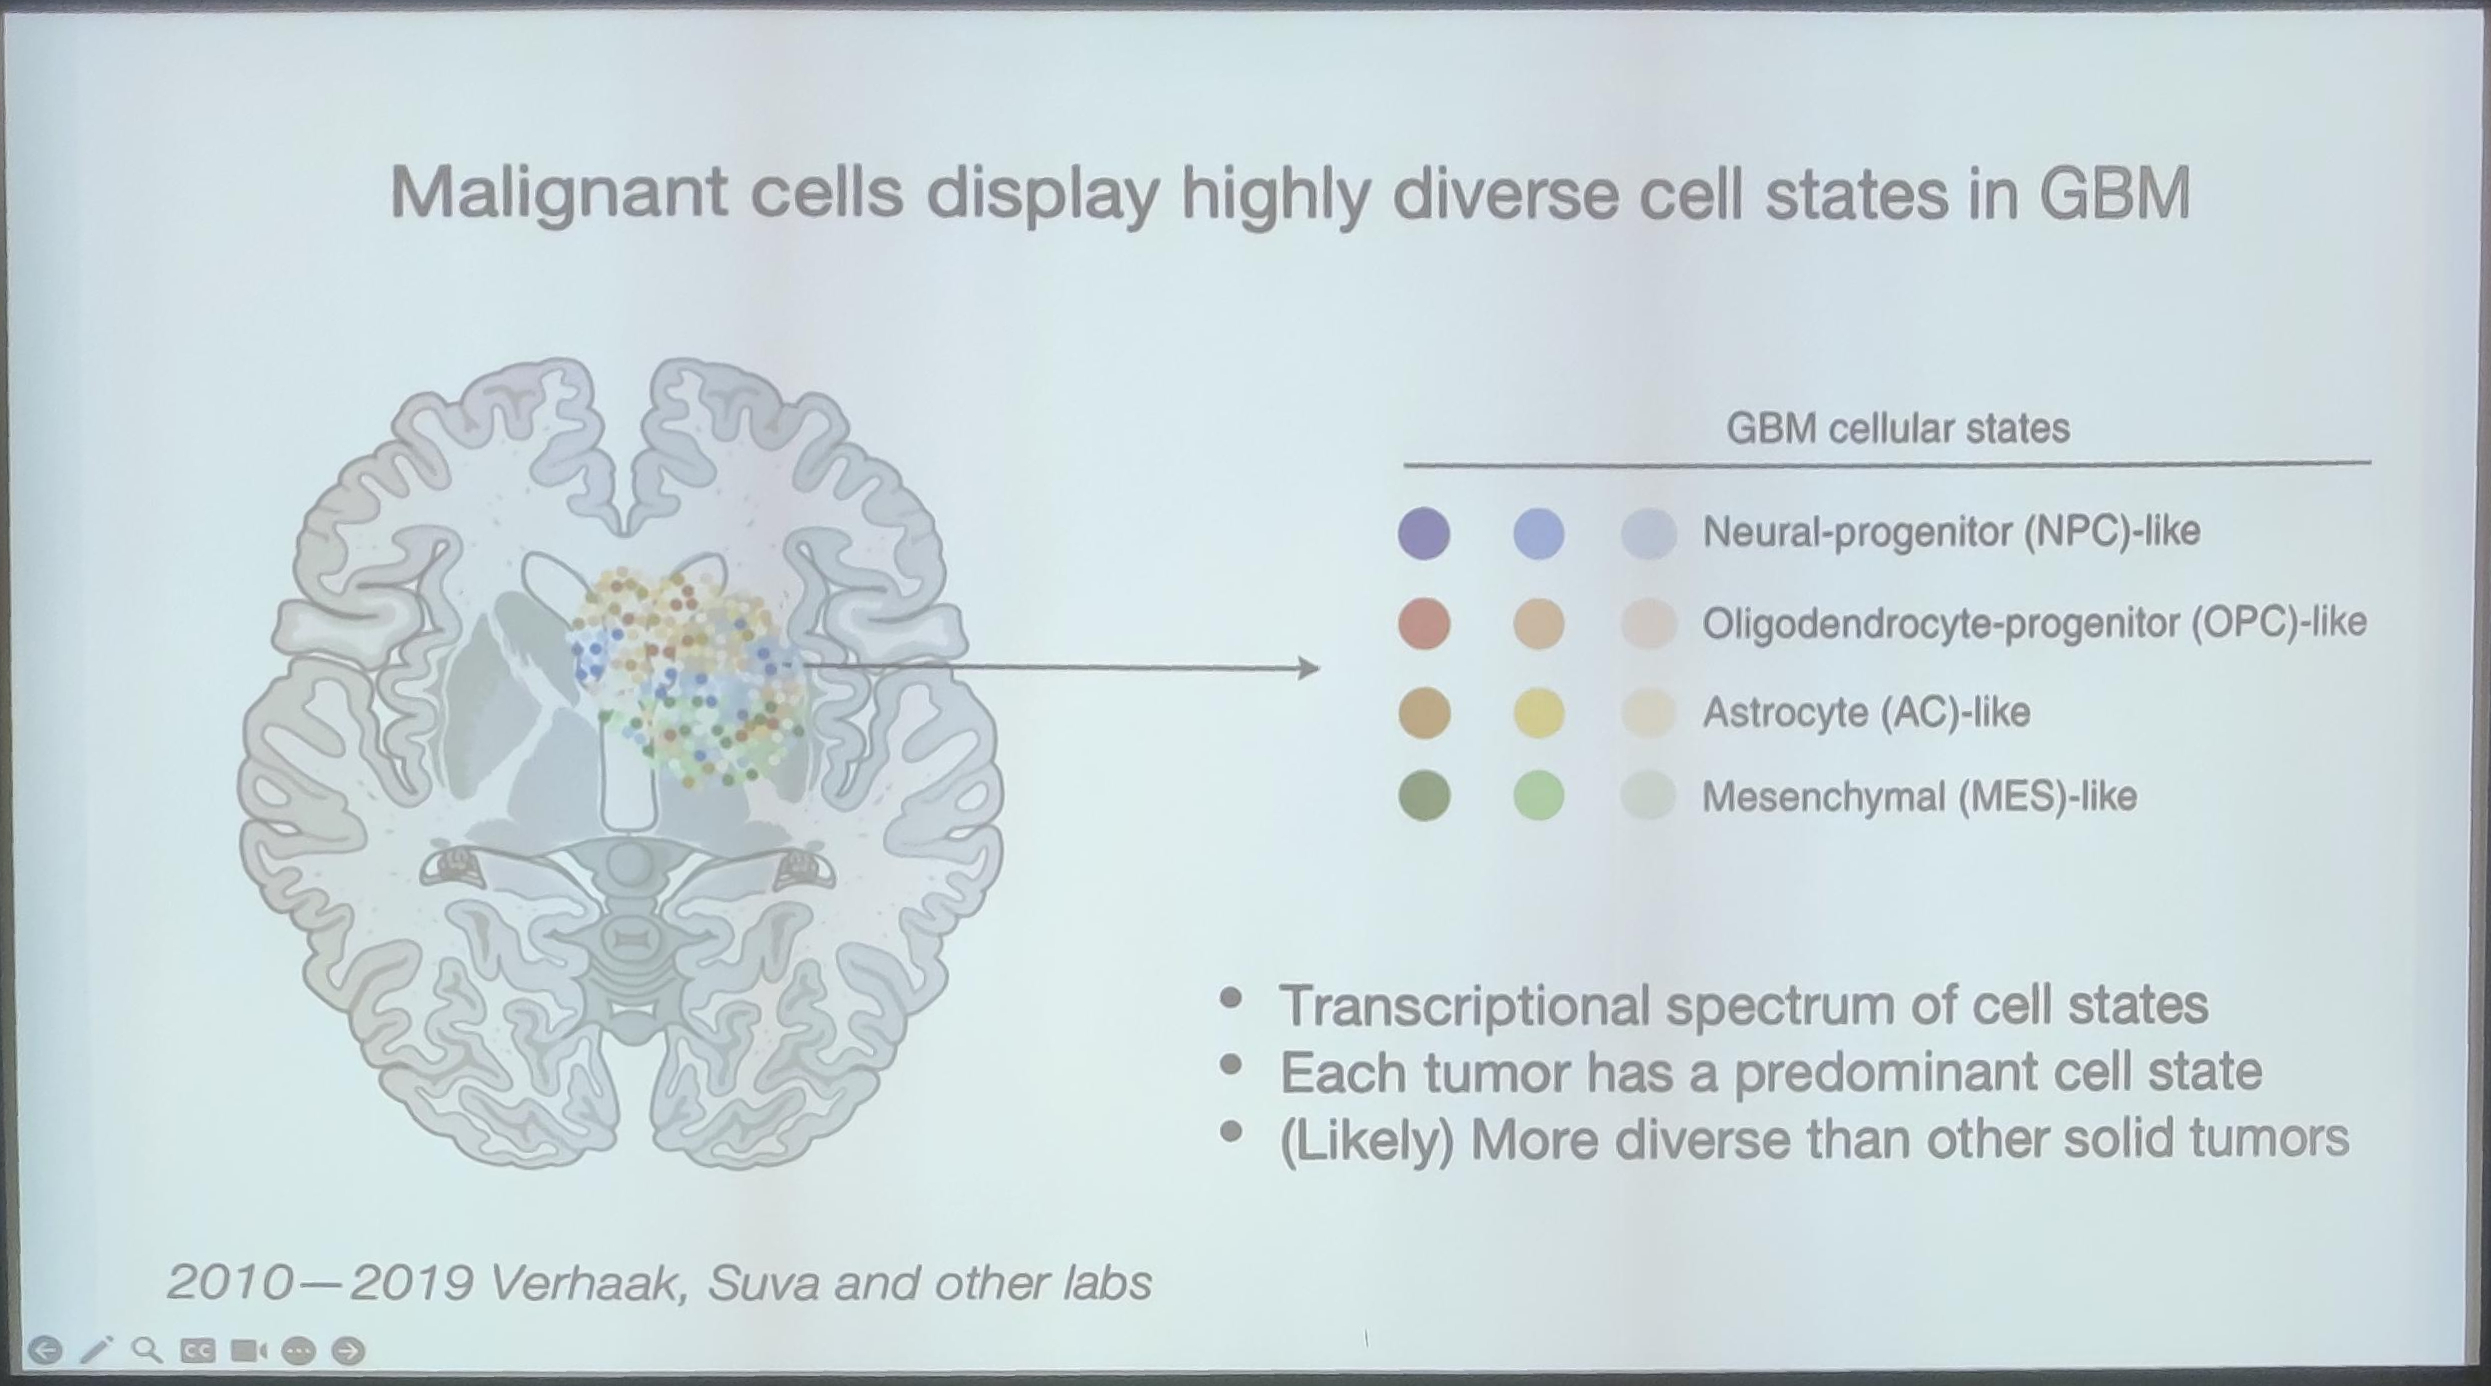 Malignant cells display highly diverse cell states in GBM
GBM cellular states
Neural-progenitor (NPC)-like
Oligodendrocyte-progenitor (OPC)-like
Astrocyte (AC)-like
Mesenchymal (MES)-like
• Transcriptional spectrum of cell states
• Each tumor has a predominant cell state
• (Likely) More diverse than other solid tumors
2010—2019 Verhaak, Suva and other labs
CC